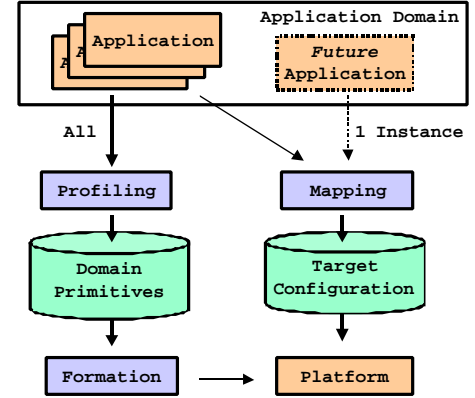 Application Domain
Application
Future
Application
All
1 Instance
Profiling
Mapping
Domain
Primitives
Target
Configuration
Formation
Platform